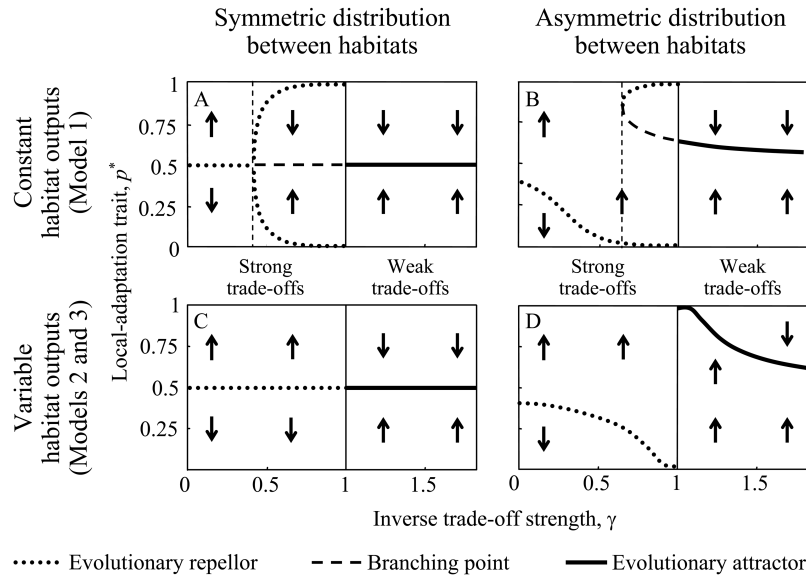 Symmetric distribution between habitats
Asymmetric distribution between habitats
Constant habitat outputs (Model 1)
Variable habitat outputs (Models 2 and 3)
Local-adaptation trait, p*
A
1
0.75
0.5
0.25
0
B
Strong trade-offs
Weak trade-offs
Strong trade-offs
Weak trade-offs
C
1
0.75
0.5
0.25
D
0
0.5
1
1.5
0
0.5
1
1.5
Inverse trade-off strength, γ
Evolutionary repellor
Branching point
Evolutionary attractor